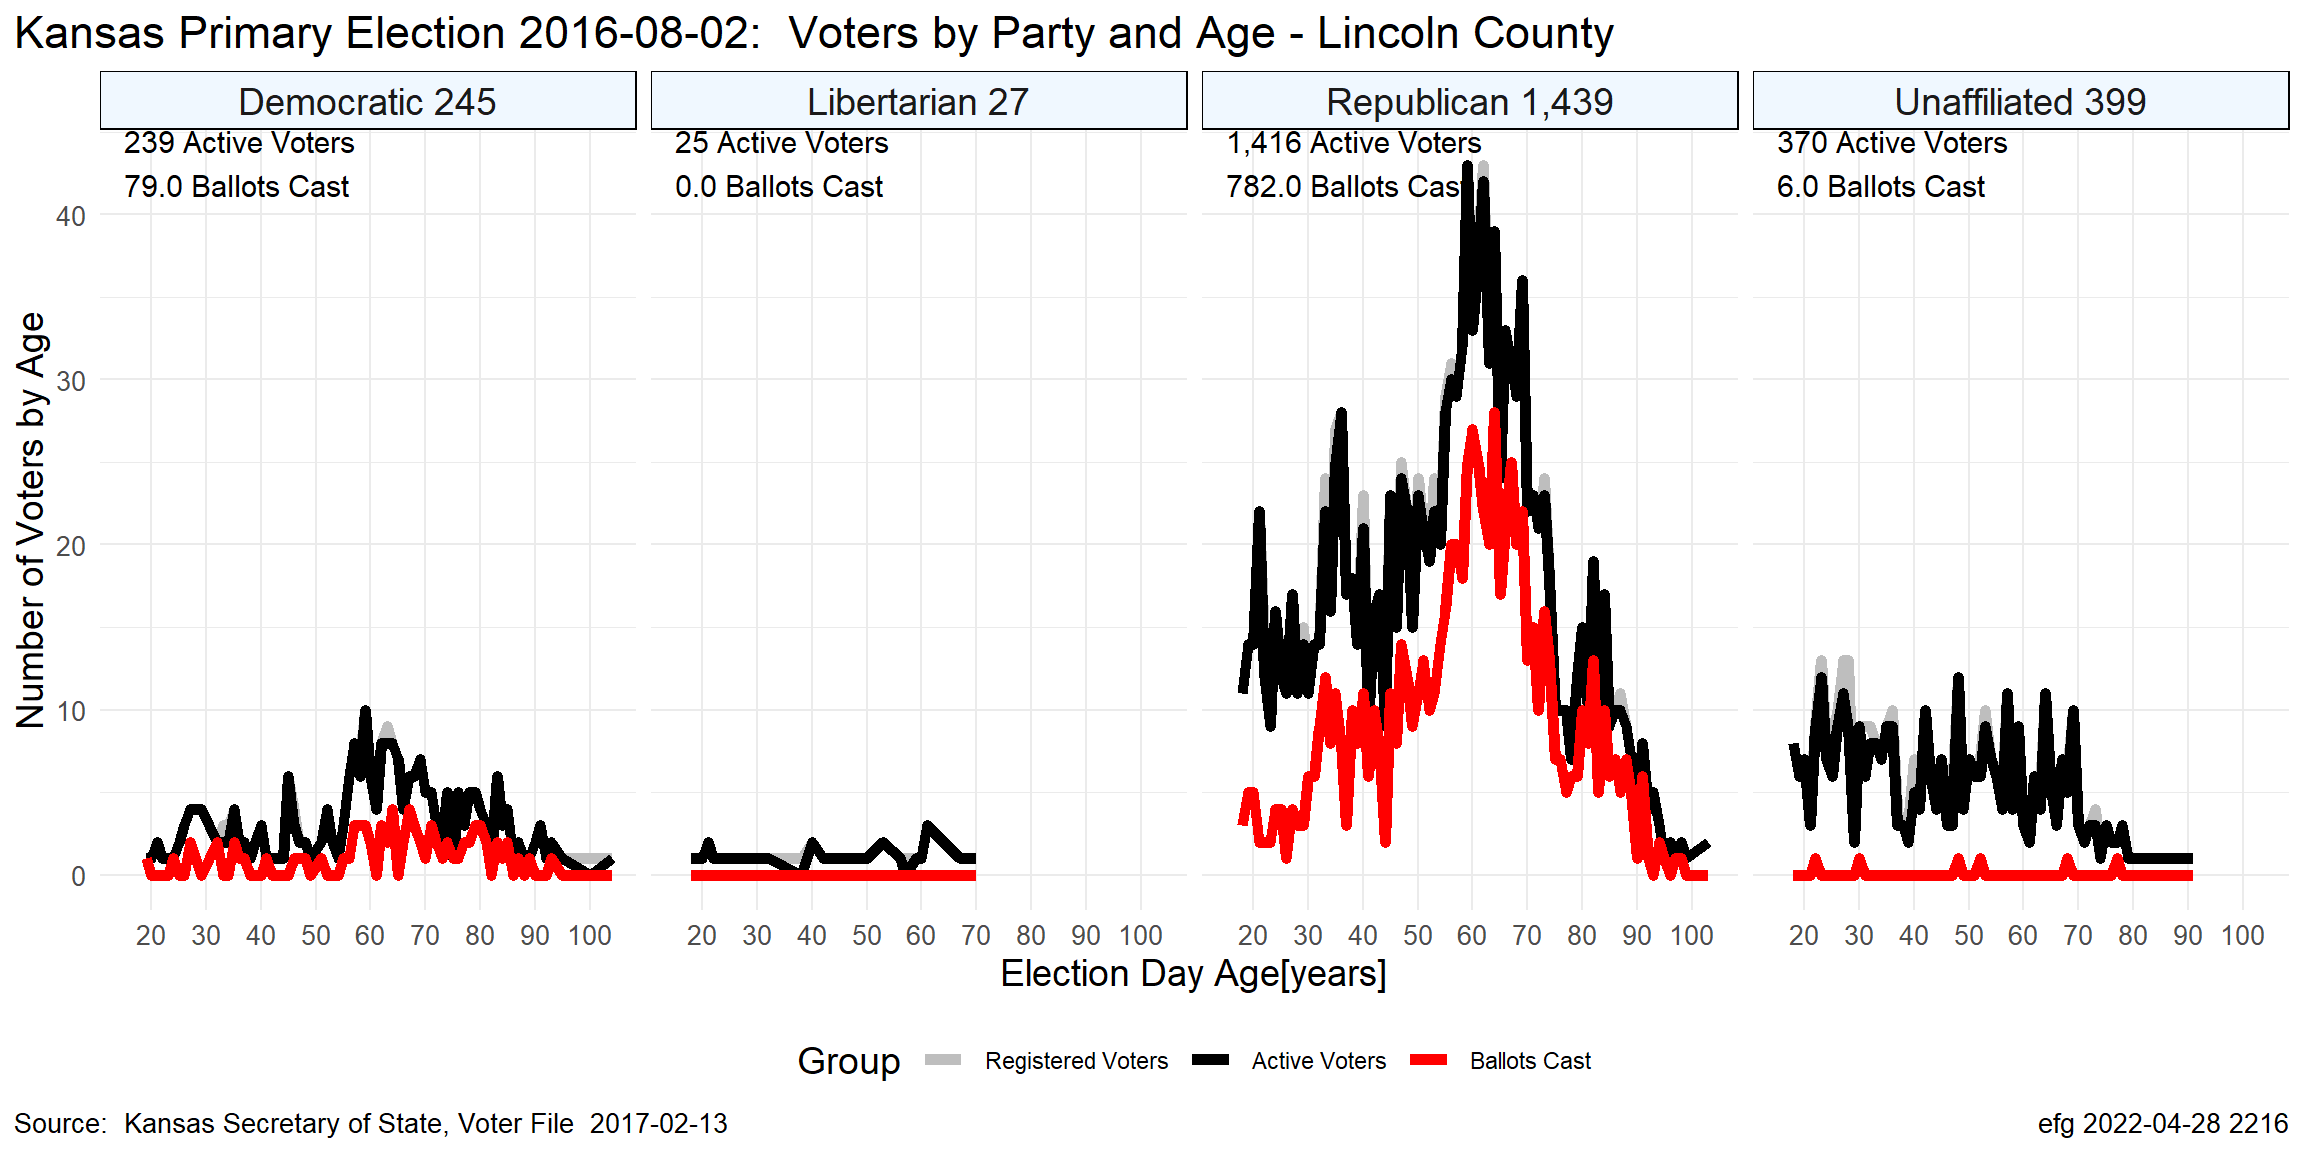 Kansas Primary Election 2016-08-02:  Voters by Party and Age - Lincoln County
Democratic 245
Libertarian 27
Republican 1,439
Unaffiliated 399
239 Active Voters
79.0 Ballots Cast
25 Active Voters
0.0 Ballots Cast
1,416 Active Voters
782.0 Ballots Cast
370 Active Voters
6.0 Ballots Cast
Number of Voters by Age
40
30
20
10
0
20 30 40 50 60 70 80 90 100
20 30 40 50 60 70 80 90 100
20 30 40 50 60 70 80 90 100
20 30 40 50 60 70 80 90 100
Election Day Age[years]
Group Registered Voters Active Voters Ballots Cast
Source:  Kansas Secretary of State, Voter File  2017-02-13
efg 2022-04-28 2216